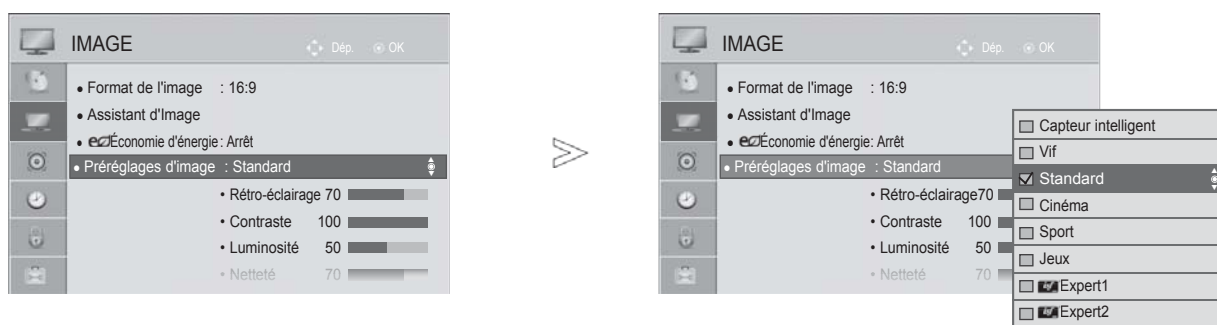 IMAGE
Dép. OK
• Format de l'image : 16:9
• Assistant d'Image
• eco Économie d'énergie : Arrêt
• Préréglages d'image : Standard
• Rétro-éclairage 70
• Contraste 100
• Luminosité 50
• Netteté 70
>
IMAGE
Dép. OK
• Format de l'image : 16:9
• Assistant d'Image
• eco Économie d'énergie: Arrêt
• Préréglages d'image : Standard
• Rétro-éclairage70
• Contraste 100
• Luminosité 50
• Netteté 70
Capteur intelligent
Vif
Standard
Cinéma
Sport
Jeux
Expert1
Expert2